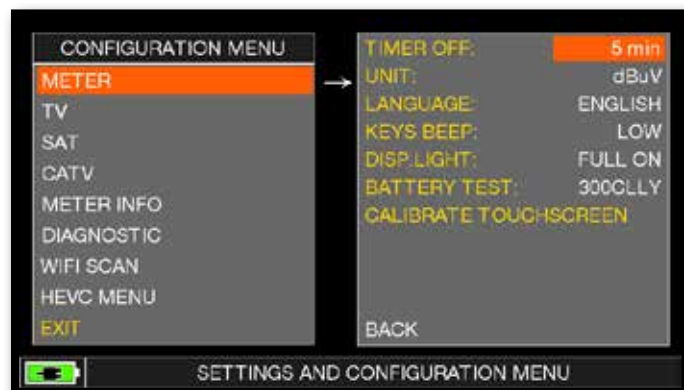 CONFIGURATION MENU
METER
TV
SAT
CATV
METER INFO
DIAGNOSTIC
WIFI SCAN
HEVC MENU
EXIT
→
TIMER OFF: 5 min
UNIT: dBuV
LANGUAGE: ENGLISH
KEYS BEEP: LOW
DISP.LIGHT: FULL ON
BATTERY TEST: 300CLLY
CALIBRATE TOUCHSCREEN
BACK
SETTINGS AND CONFIGURATION MENU